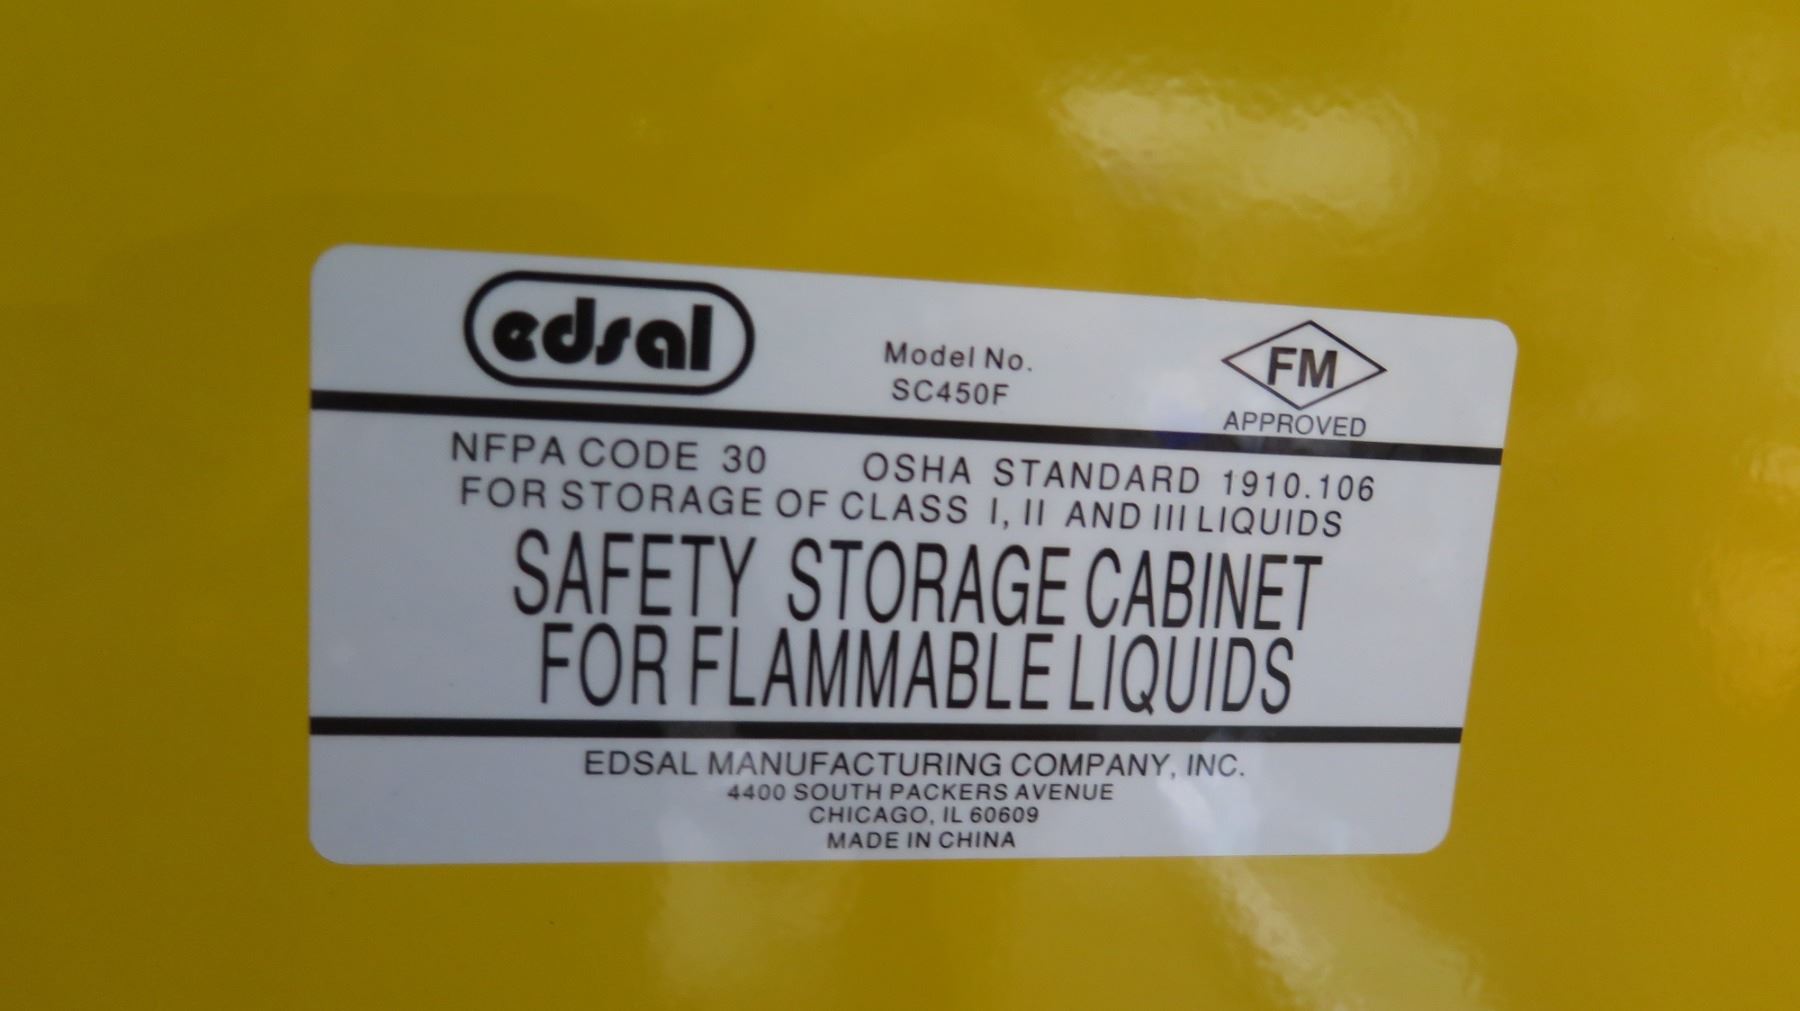 edsal
Model No.
SC450F
FM
APPROVED
NFPA CODE 30 OSHA STANDARD 1910.106
FOR STORAGE OF CLASS I, II AND III LIQUIDS
SAFETY STORAGE CABINET
FOR FLAMMABLE LIQUIDS
EDSAL MANUFACTURING COMPANY, INC.
4400 SOUTH PACKERS AVENUE
CHICAGO, IL 60609
MADE IN CHINA